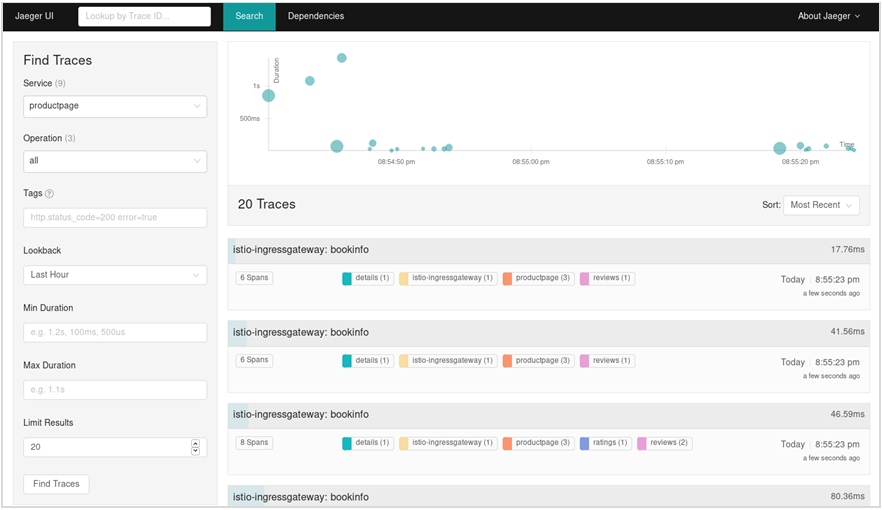 Jaeger UI Lookup by Trace ID... Search Dependencies About Jaeger
Find Traces
Service (9)
productpage
Operation (3)
all
Tags
http.status_code=200 error=true
Lookback
Last Hour
Min Duration
e.g. 1.2s, 100ms, 500us
Max Duration
e.g. 1.1s
Limit Results
20
Find Traces
Duration
1s
500ms
Time
08:54:50 pm 08:55:00 pm 08:55:10 pm 08:55:20 pm
20 Traces Sort: Most Recent
istio-ingressgateway: bookinfo 17.76ms
6 Spans details (1) istio-ingressgateway (1) productpage (3) reviews (1) Today 8:55:23 pm
a few seconds ago
istio-ingressgateway: bookinfo 41.56ms
6 Spans details (1) istio-ingressgateway (1) productpage (3) reviews (1) Today 8:55:23 pm
a few seconds ago
istio-ingressgateway: bookinfo 46.59ms
8 Spans details (1) istio-ingressgateway (1) productpage (3) ratings (1) reviews (2) Today 8:55:23 pm
a few seconds ago
istio-ingressgateway: bookinfo 80.36ms